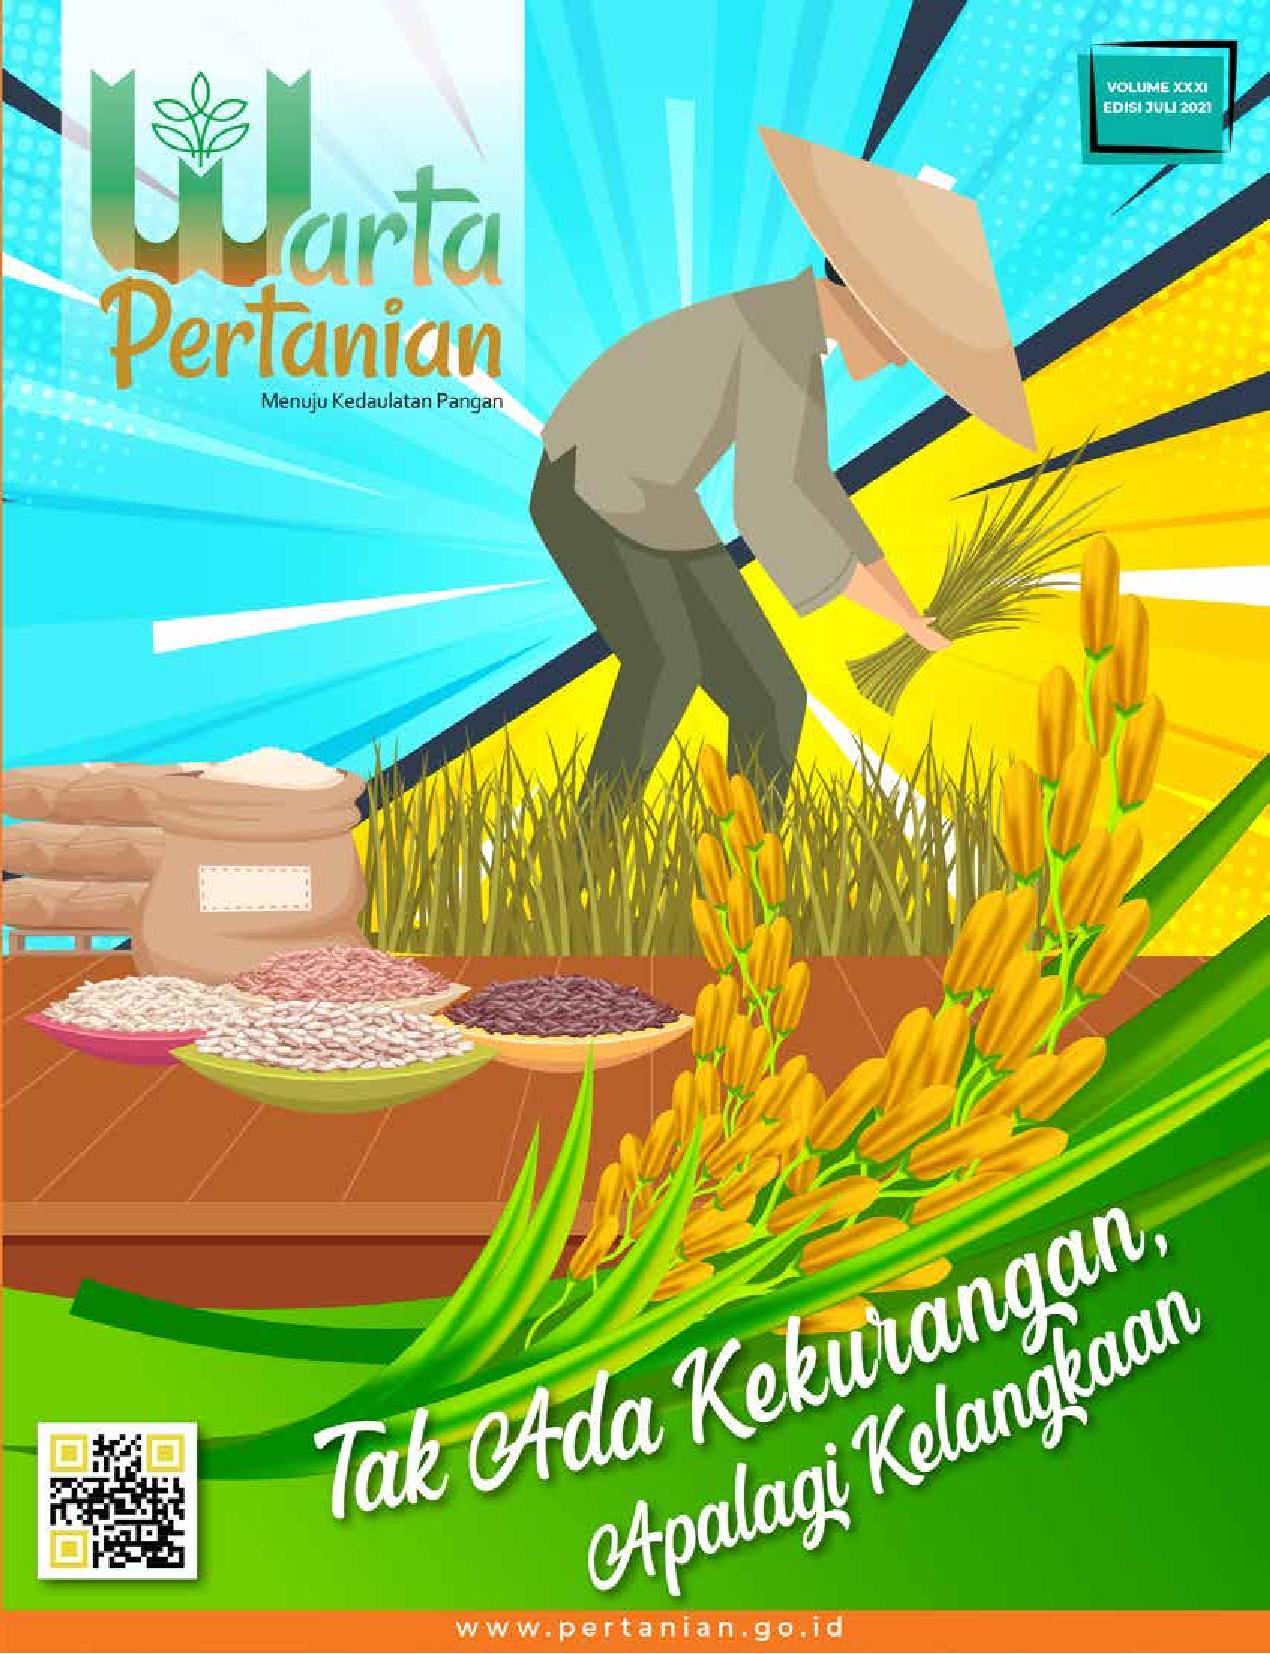 VOLUME XXXI
EDISI JULI 2021
Warta
Pertanian
Menuju Kedaulatan Pangan
Tak Ada Kekurangan,
Apalagi Kelangkaan
www.pertanian.go.id